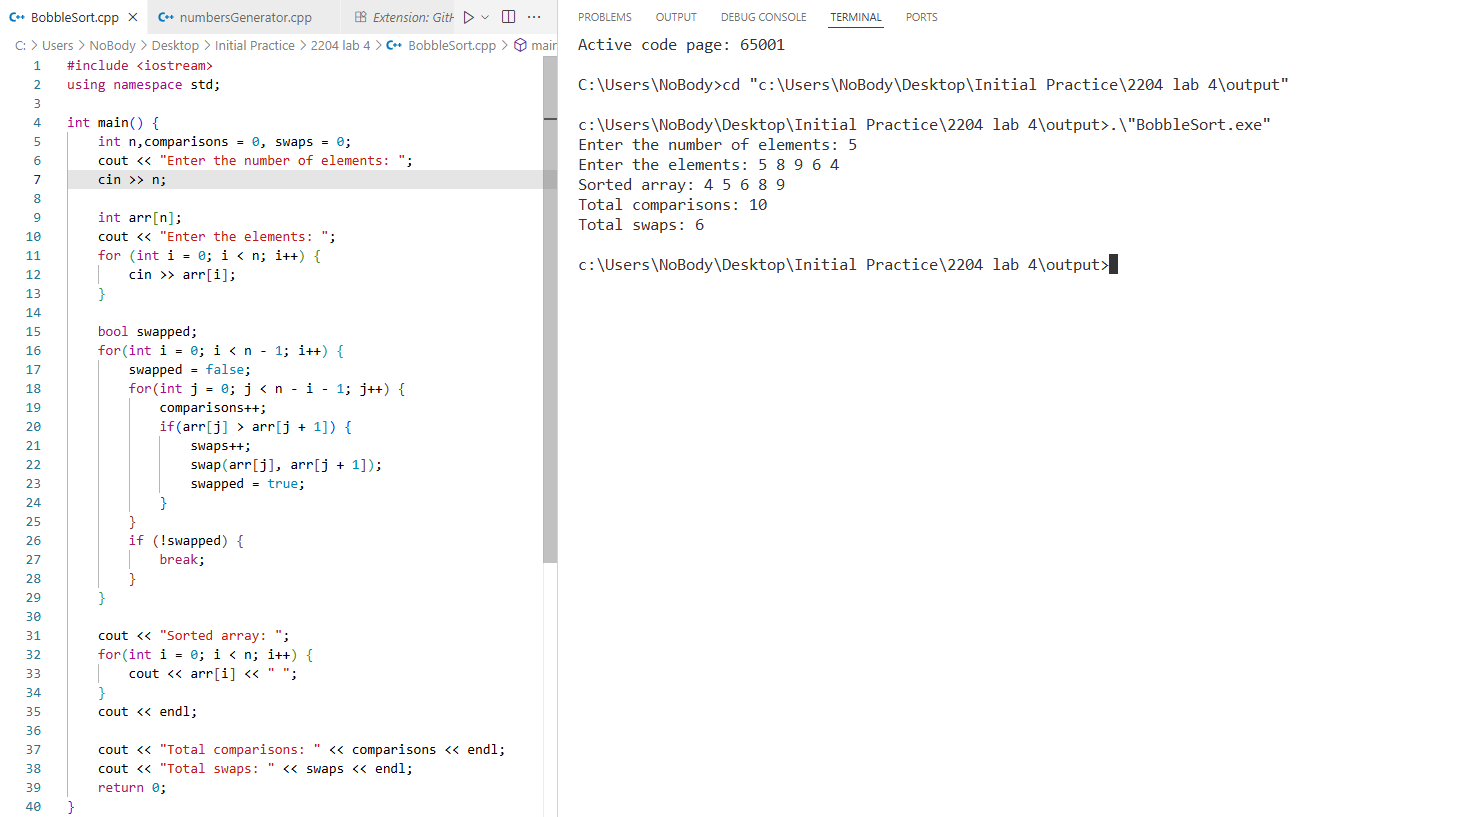 BobbleSort.cpp
numbersGenerator.cpp
Extension: GitH
C: > Users > NoBody > Desktop > Initial Practice > 2204 lab 4 > BobbleSort.cpp > main
1 #include <iostream>
2 using namespace std;
3
4 int main() {
5     int n,comparisons = 0, swaps = 0;
6     cout << "Enter the number of elements: ";
7     cin >> n;
8
9     int arr[n];
10     cout << "Enter the elements: ";
11     for (int i = 0; i < n; i++) {
12         cin >> arr[i];
13     }
14
15     bool swapped;
16     for(int i = 0; i < n - 1; i++) {
17         swapped = false;
18         for(int j = 0; j < n - i - 1; j++) {
19             comparisons++;
20             if(arr[j] > arr[j + 1]) {
21                 swaps++;
22                 swap(arr[j], arr[j + 1]);
23                 swapped = true;
24             }
25         }
26         if (!swapped) {
27             break;
28         }
29     }
30
31     cout << "Sorted array: ";
32     for(int i = 0; i < n; i++) {
33         cout << arr[i] << " ";
34     }
35     cout << endl;
36
37     cout << "Total comparisons: " << comparisons << endl;
38     cout << "Total swaps: " << swaps << endl;
39     return 0;
40 }
PROBLEMS OUTPUT DEBUG CONSOLE TERMINAL PORTS
Active code page: 65001
C:\Users\NoBody>cd "c:\Users\NoBody\Desktop\Initial Practice\2204 lab 4\output"
c:\Users\NoBody\Desktop\Initial Practice\2204 lab 4\output>.\"BobbleSort.exe"
Enter the number of elements: 5
Enter the elements: 5 8 9 6 4
Sorted array: 4 5 6 8 9
Total comparisons: 10
Total swaps: 6
c:\Users\NoBody\Desktop\Initial Practice\2204 lab 4\output>